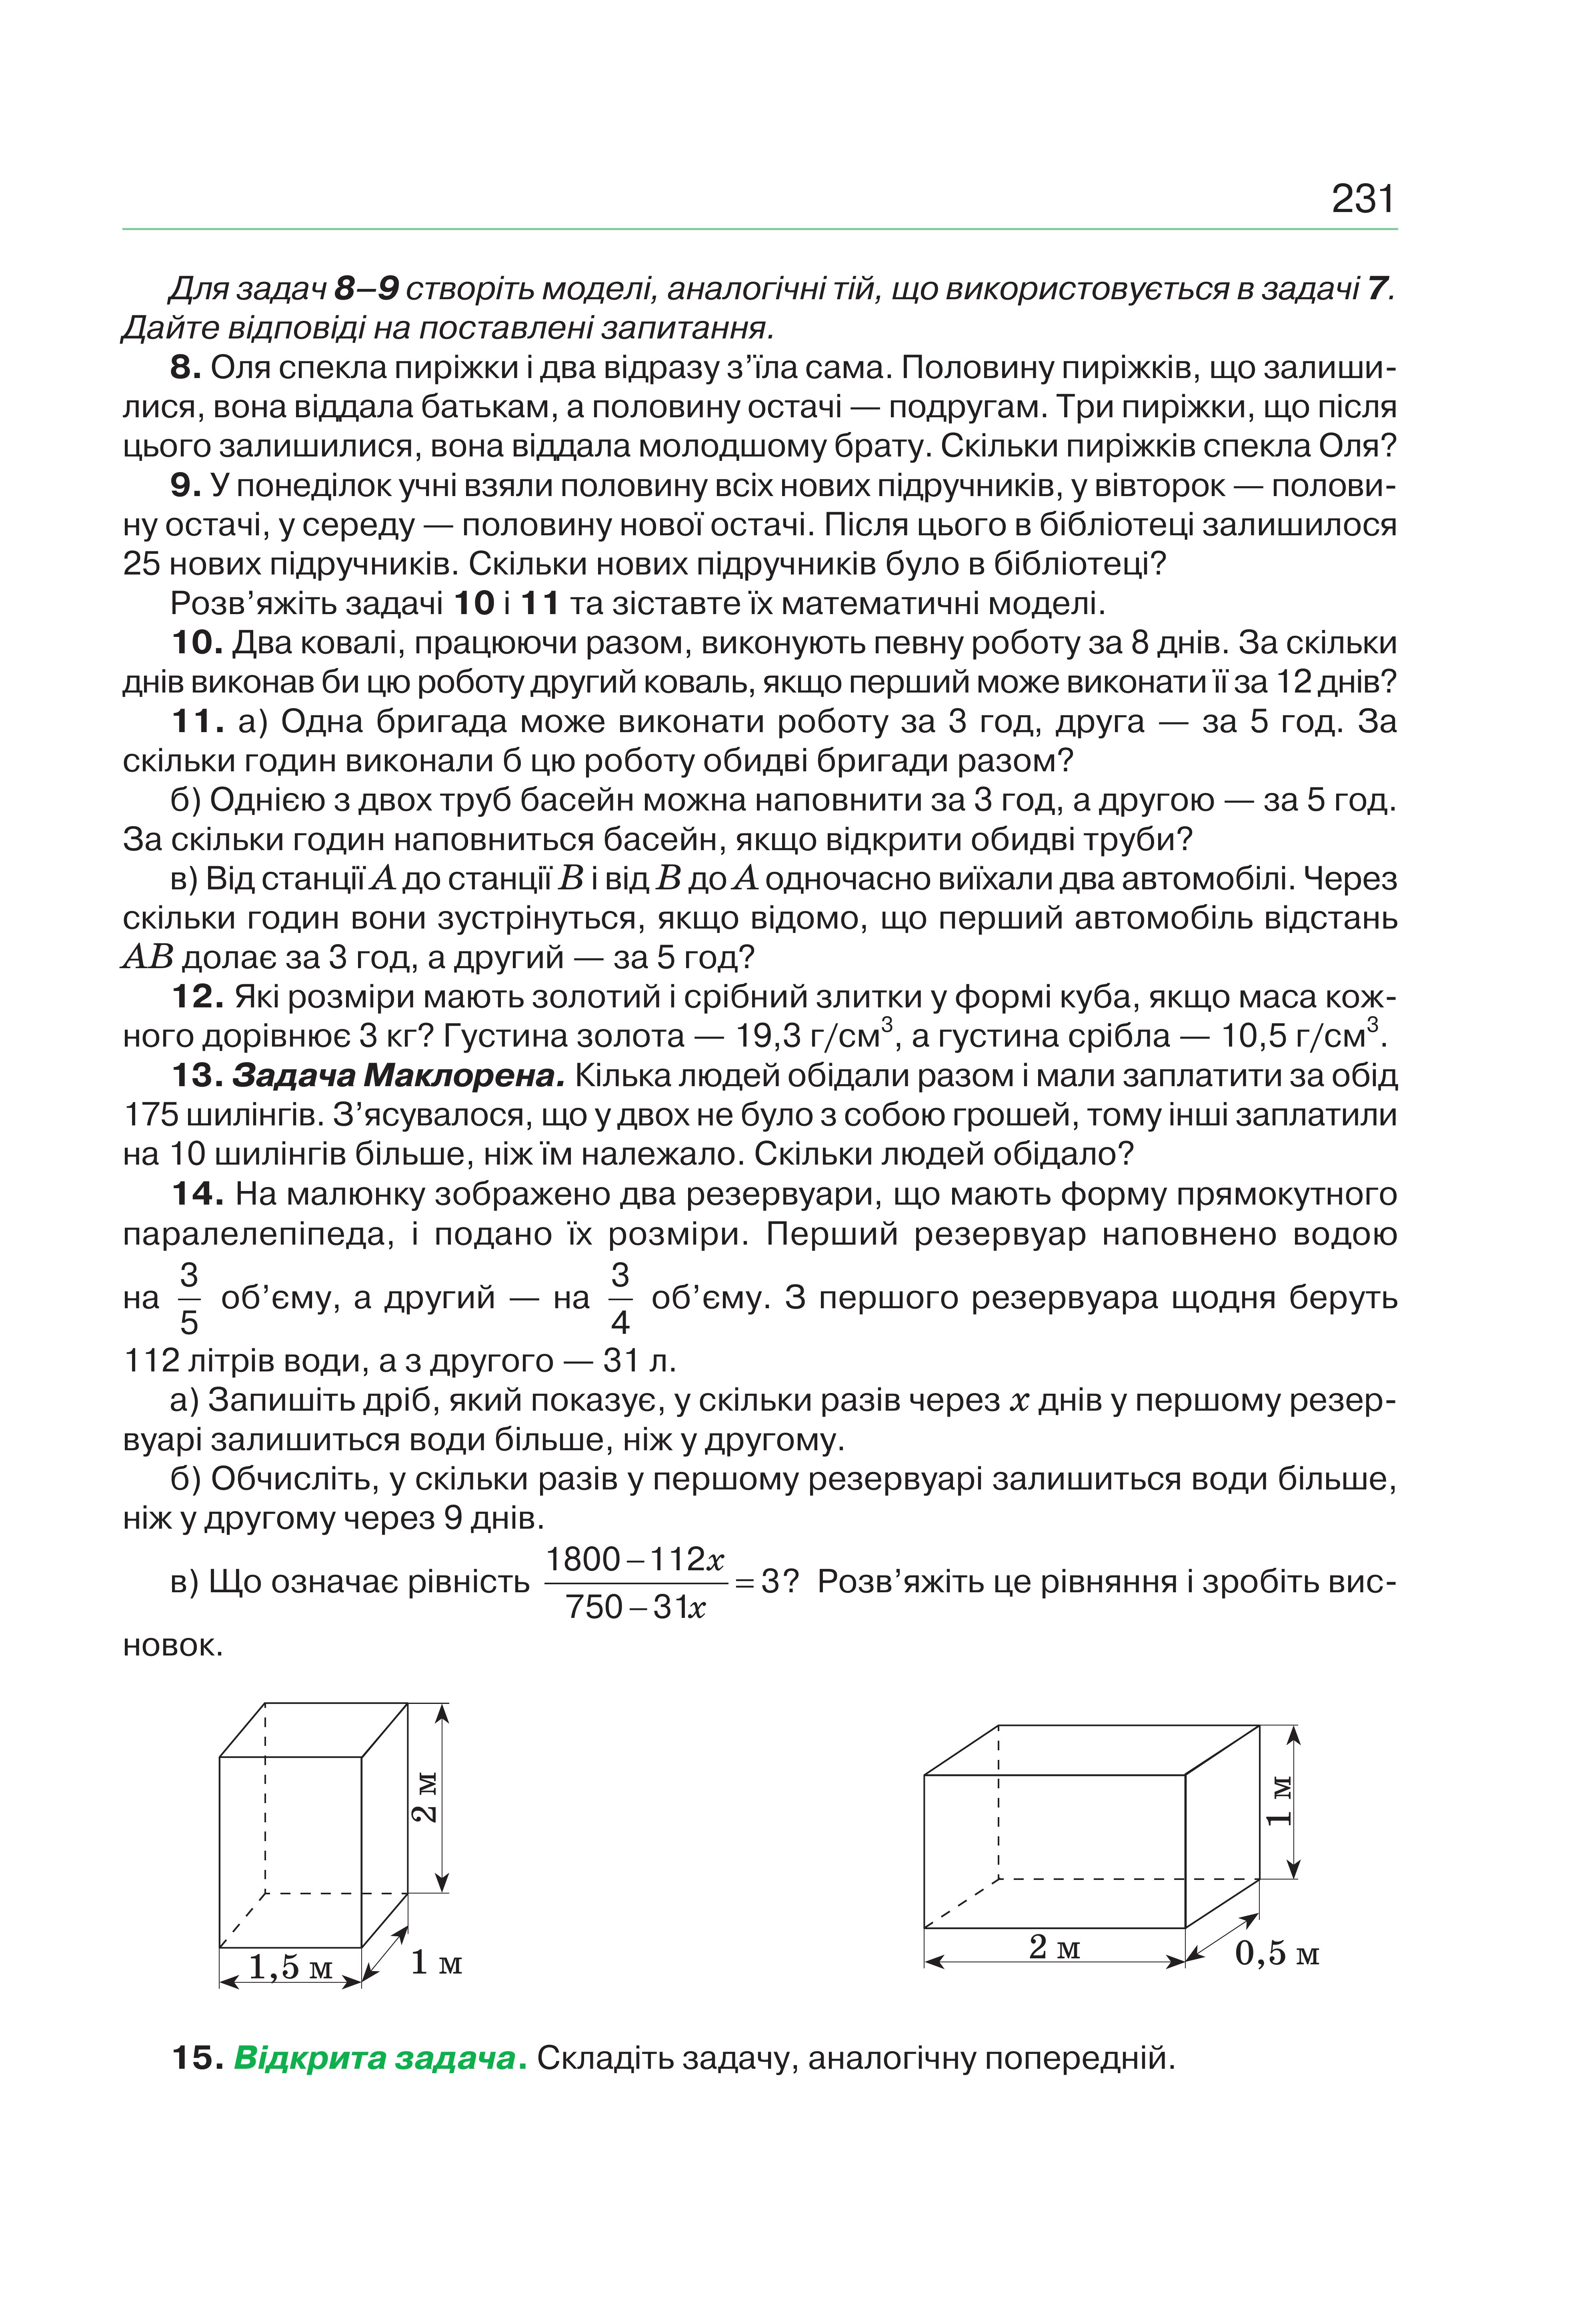 231
Для задач 8–9 створіть моделі, аналогічні тій, що використовується в задачі 7.
Дайте відповіді на поставлені запитання.
8. Оля спекла пиріжки і два відразу з’їла сама. Половину пиріжків, що залиши-
лися, вона віддала батькам, а половину остачі — подругам. Три пиріжки, що після
цього залишилися, вона віддала молодшому брату. Скільки пиріжків спекла Оля?
9. У понеділок учні взяли половину всіх нових підручників, у вівторок — полови-
ну остачі, у середу — половину нової остачі. Після цього в бібліотеці залишилося
25 нових підручників. Скільки нових підручників було в бібліотеці?
Розв’яжіть задачі 10 і 11 та зіставте їх математичні моделі.
10. Два ковалі, працюючи разом, виконують певну роботу за 8 днів. За скільки
днів виконав би цю роботу другий коваль, якщо перший може виконати її за 12 днів?
11. а) Одна бригада може виконати роботу за 3 год, друга — за 5 год. За
скільки годин виконали б цю роботу обидві бригади разом?
б) Однією з двох труб басейн можна наповнити за 3 год, а другою — за 5 год.
За скільки годин наповниться басейн, якщо відкрити обидві труби?
в) Від станції A до станції B і від B до A одночасно виїхали два автомобілі. Через
скільки годин вони зустрінуться, якщо відомо, що перший автомобіль відстань
AB долає за 3 год, а другий — за 5 год?
12. Які розміри мають золотий і срібний злитки у формі куба, якщо маса кож-
ного дорівнює 3 кг? Густина золота — 19,3 г/см³, а густина срібла — 10,5 г/см³.
13. Задача Маклорена. Кілька людей обідали разом і мали заплатити за обід
175 шилінгів. З’ясувалося, що у двох не було з собою грошей, тому інші заплатили
на 10 шилінгів більше, ніж їм належало. Скільки людей обідало?
14. На малюнку зображено два резервуари, що мають форму прямокутного
паралелепіпеда, і подано їх розміри. Перший резервуар наповнено водою
на 3/5 об’єму, а другий — на 3/4 об’єму. З першого резервуара щодня беруть
112 літрів води, а з другого — 31 л.
а) Запишіть дріб, який показує, у скільки разів через x днів у першому резер-
вуарі залишиться води більше, ніж у другому.
б) Обчисліть, у скільки разів у першому резервуарі залишиться води більше,
ніж у другому через 9 днів.
в) Що означає рівність (1800 – 112x)/(750 – 31x) = 3? Розв’яжіть це рівняння і зробіть вис-
новок.
2 м
1,5 м
1 м
1 м
2 м
0,5 м
15. Відкрита задача. Складіть задачу, аналогічну попередній.